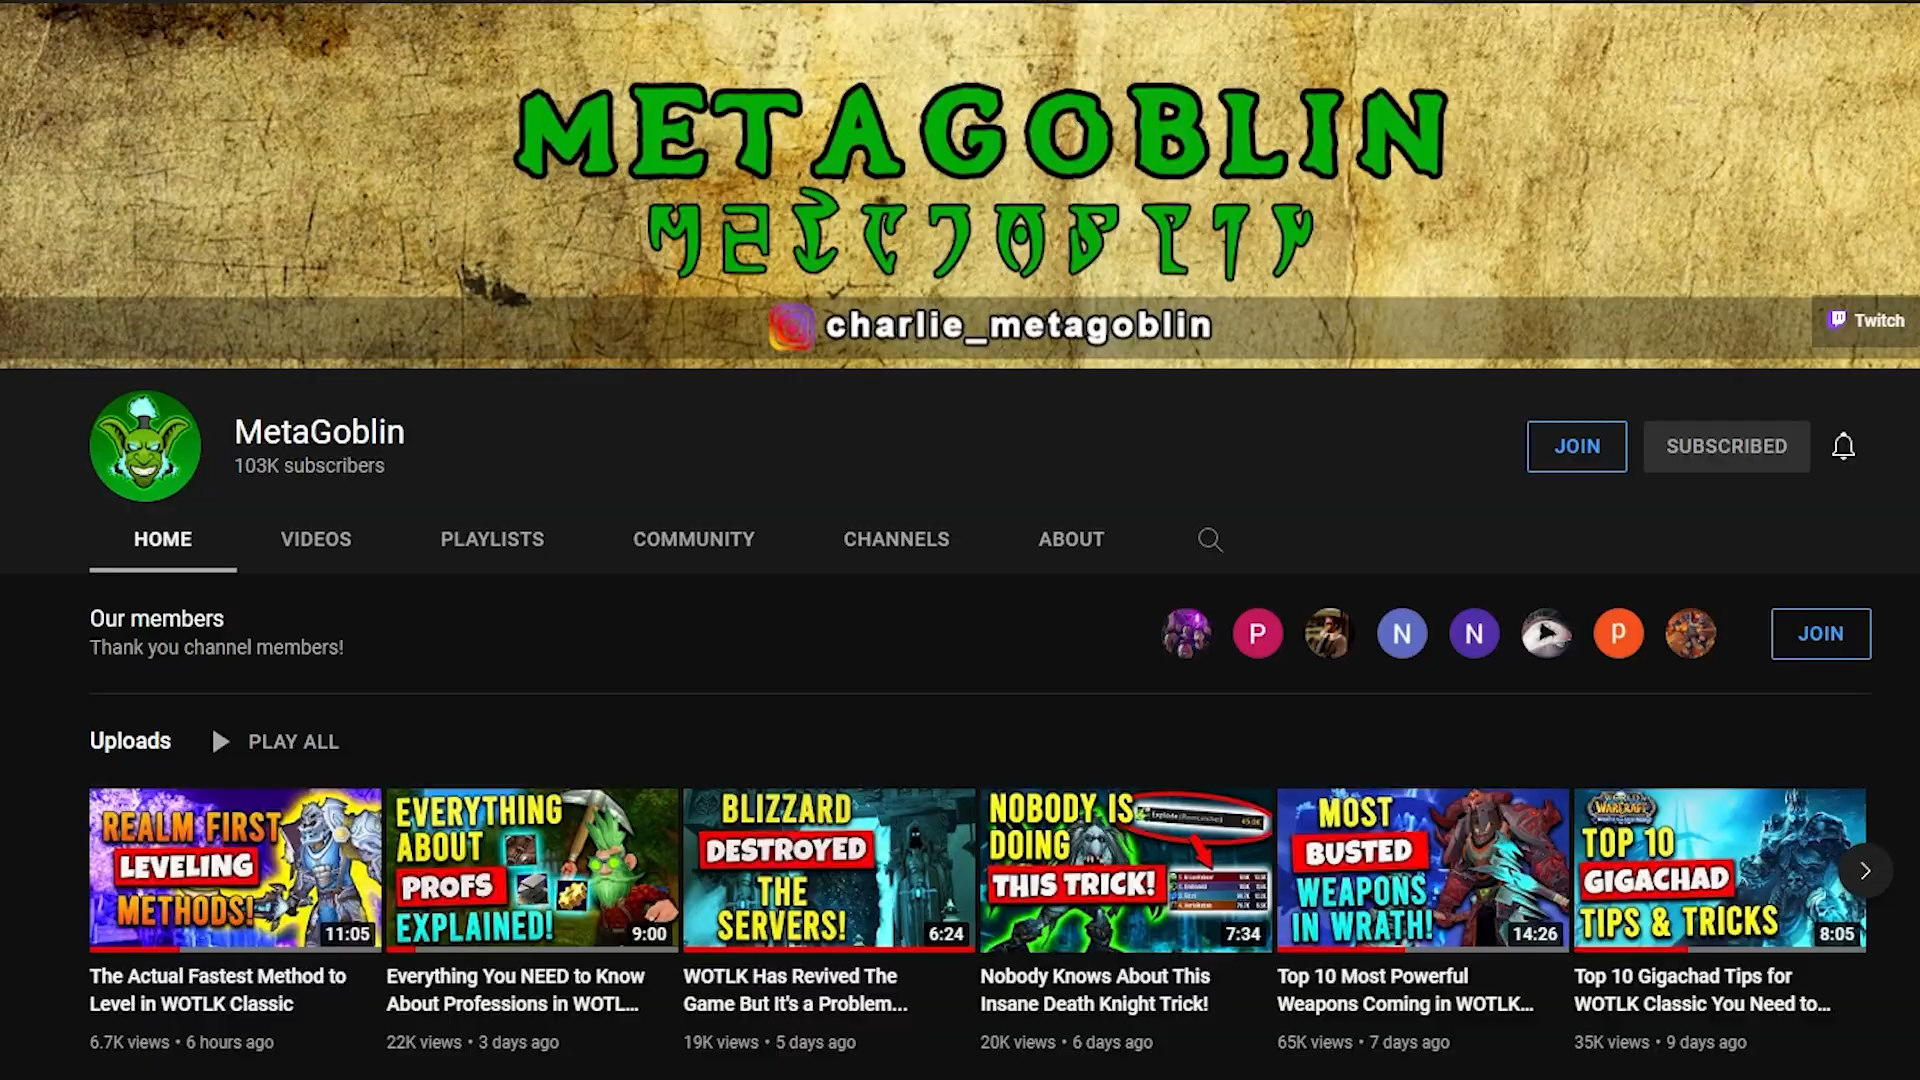 METAGOBLIN
charlie_metagoblin
Twitch
MetaGoblin
103K subscribers
JOIN
SUBSCRIBED
HOME
VIDEOS
PLAYLISTS
COMMUNITY
CHANNELS
ABOUT
Our members
Thank you channel members!
P
N
N
p
JOIN
Uploads
PLAY ALL
REALM FIRST
LEVELING
METHODS!
11:05
EVERYTHING
ABOUT
PROFS
EXPLAINED!
9:00
BLIZZARD
DESTROYED
THE
SERVERS!
6:24
NOBODY IS
DOING
THIS TRICK!
7:34
MOST
BUSTED
WEAPONS
IN WRATH!
14:26
WARCRAFT
TOP 10
GIGACHAD
TIPS & TRICKS
8:05
The Actual Fastest Method to
Level in WOTLK Classic
6.7K views • 6 hours ago
Everything You NEED to Know
About Professions in WOTL...
22K views • 3 days ago
WOTLK Has Revived The
Game But It's a Problem...
19K views • 5 days ago
Nobody Knows About This
Insane Death Knight Trick!
20K views • 6 days ago
Top 10 Most Powerful
Weapons Coming in WOTLK...
65K views • 7 days ago
Top 10 Gigachad Tips for
WOTLK Classic You Need to...
35K views • 9 days ago